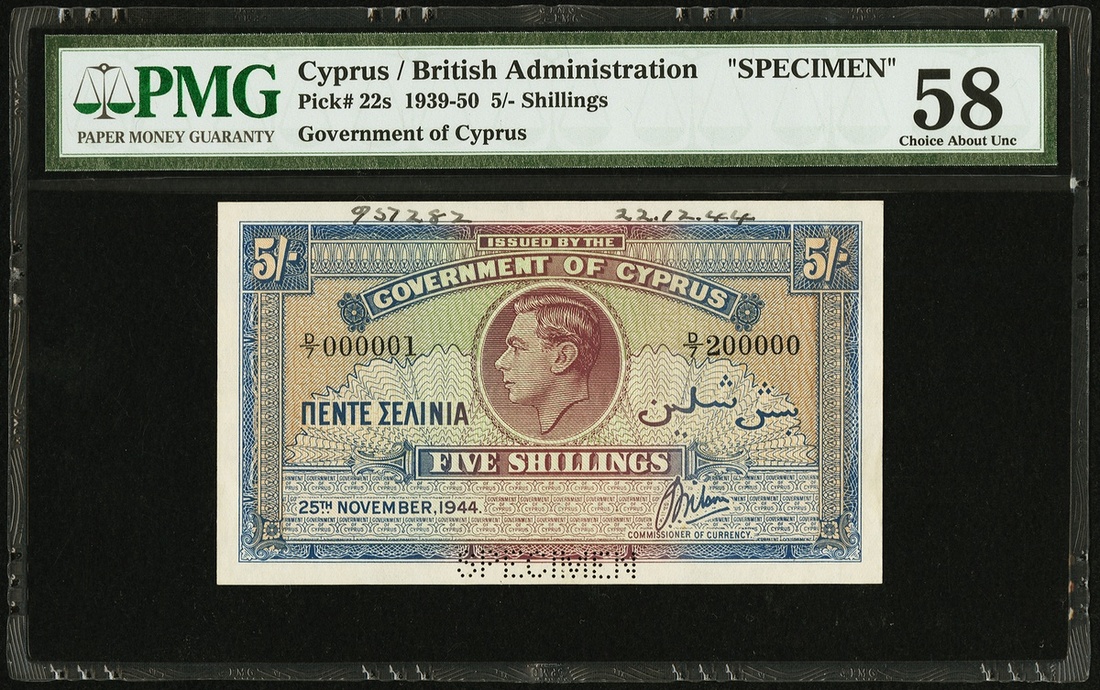 PMG
PAPER MONEY GUARANTY
Cyprus / British Administration "SPECIMEN"
Pick# 22s 1939-50 5/- Shillings
Government of Cyprus
58
Choice About Unc
957282 22.12.44
5/- ISSUED BY THE 5/-
GOVERNMENT OF CYPRUS
D/7 000001 D/7 200000
ΠΕΝΤΕ ΣΕΛΙΝΙΑ بش شلين
FIVE SHILLINGS
25TH NOVEMBER, 1944.
COMMISSIONER OF CURRENCY.
SPECIMEN